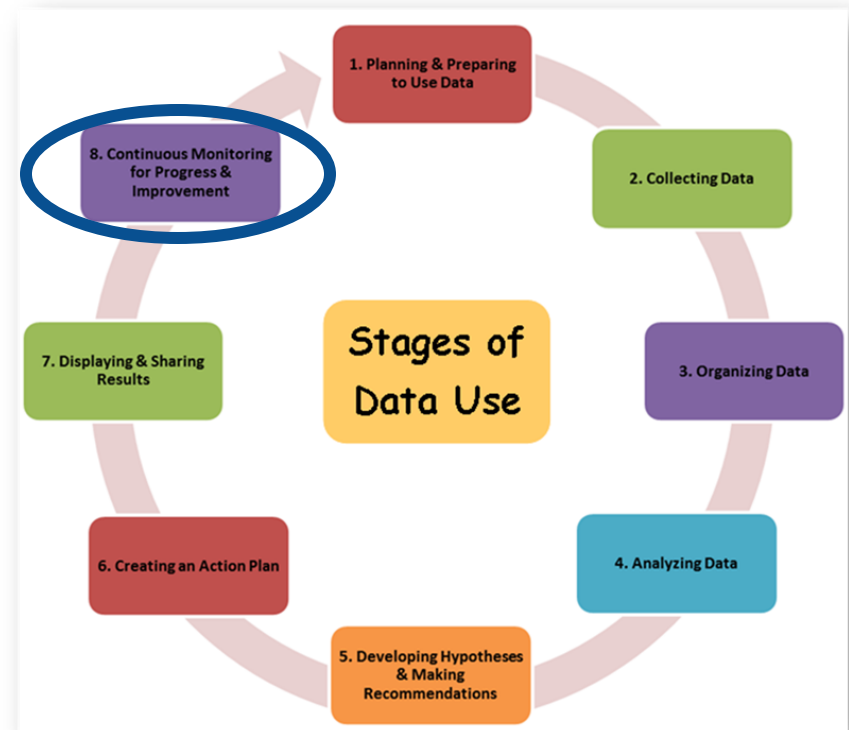 1. Planning & Preparing
to Use Data
2. Collecting Data
3. Organizing Data
4. Analyzing Data
5. Developing Hypotheses
& Making
Recommendations
6. Creating an Action Plan
7. Displaying & Sharing
Results
8. Continuous Monitoring
for Progress &
Improvement
Stages of
Data Use